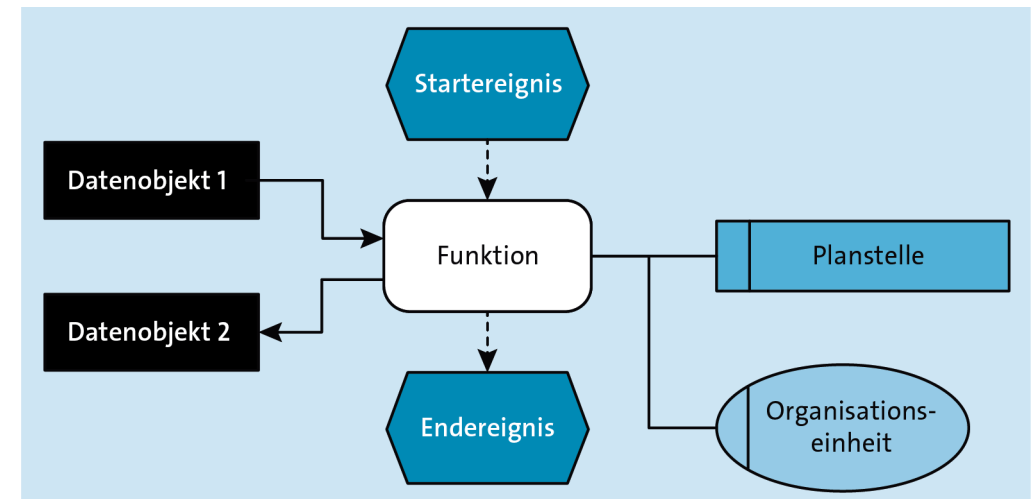 Startereignis
Datenobjekt 1
Funktion
Planstelle
Datenobjekt 2
Endereignis
Organisations-
einheit